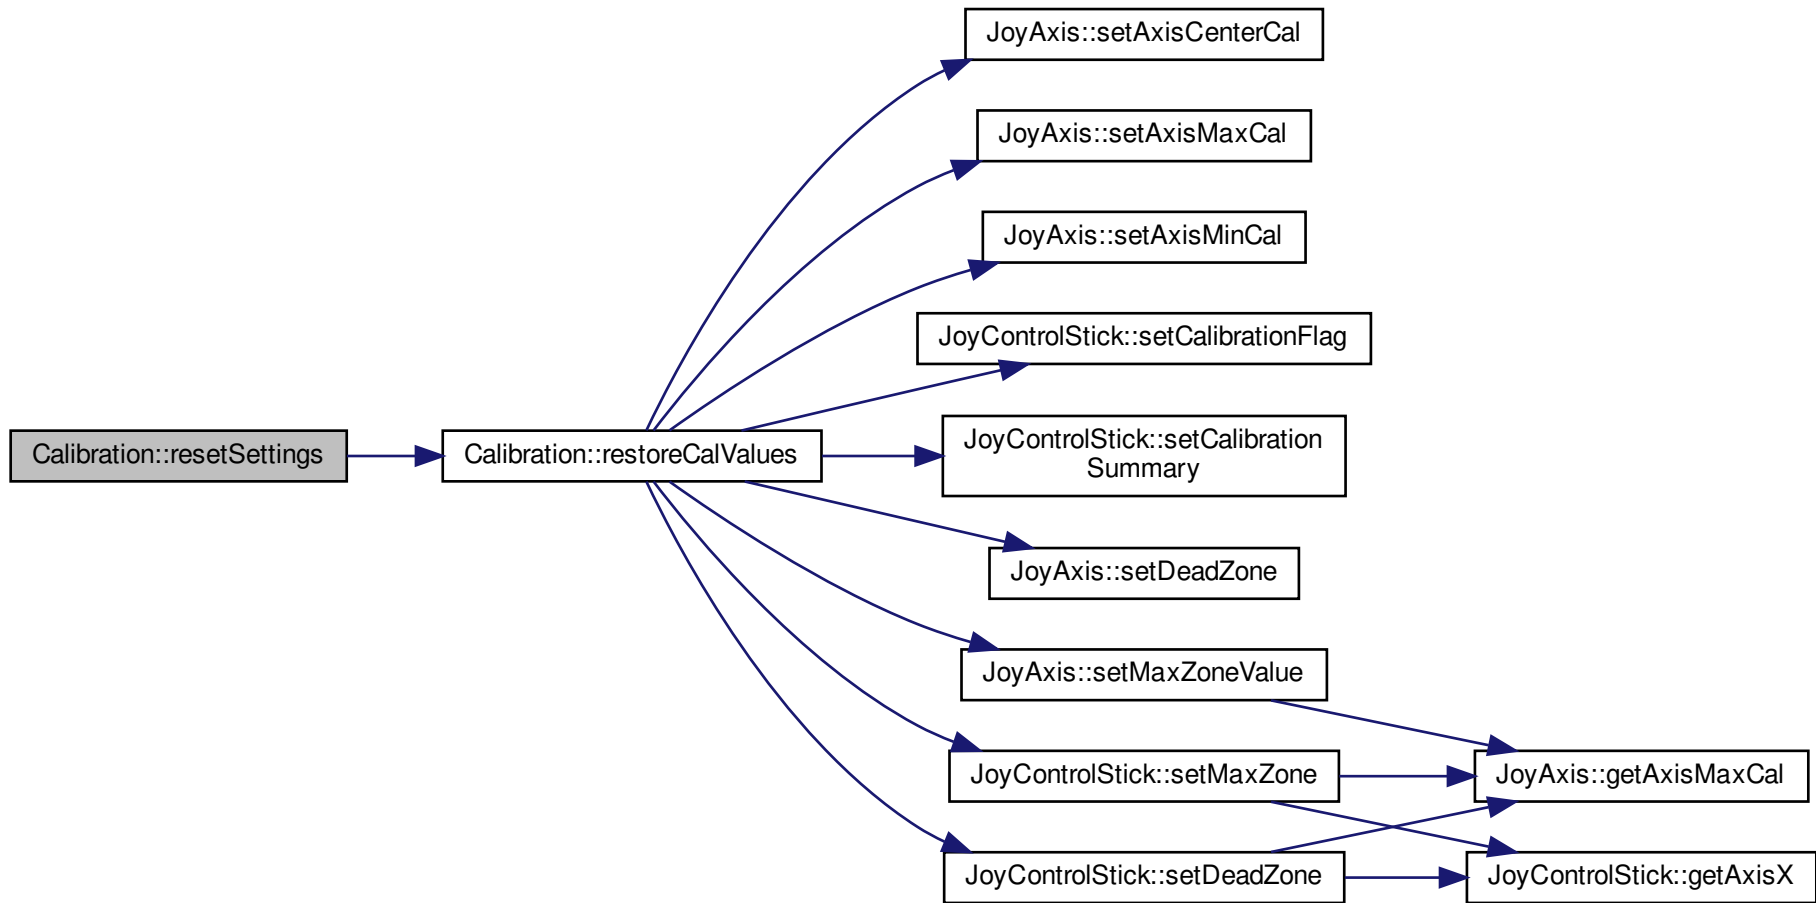 JoyAxis::setAxisCenterCal
JoyAxis::setAxisMaxCal
JoyAxis::setAxisMinCal
JoyControlStick::setCalibrationFlag
Calibration::resetSettings
Calibration::restoreCalValues
JoyControlStick::setCalibration
Summary
JoyAxis::setDeadZone
JoyAxis::setMaxZoneValue
JoyControlStick::setMaxZone
JoyAxis::getAxisMaxCal
JoyControlStick::setDeadZone
JoyControlStick::getAxisX